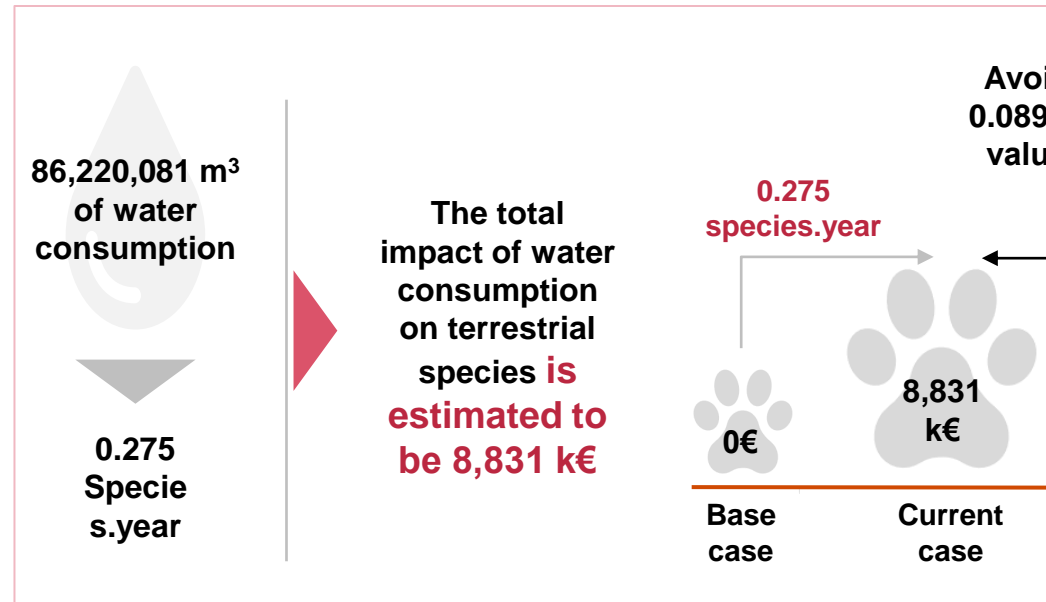 86,220,081 m³
of water
consumption
0.275
Specie
s.year
The total
impact of water
consumption
on terrestrial
species is
estimated to
be 8,831 k€
0.275
species.year
0.089
0€
8,831
k€
Base
case
Current
case